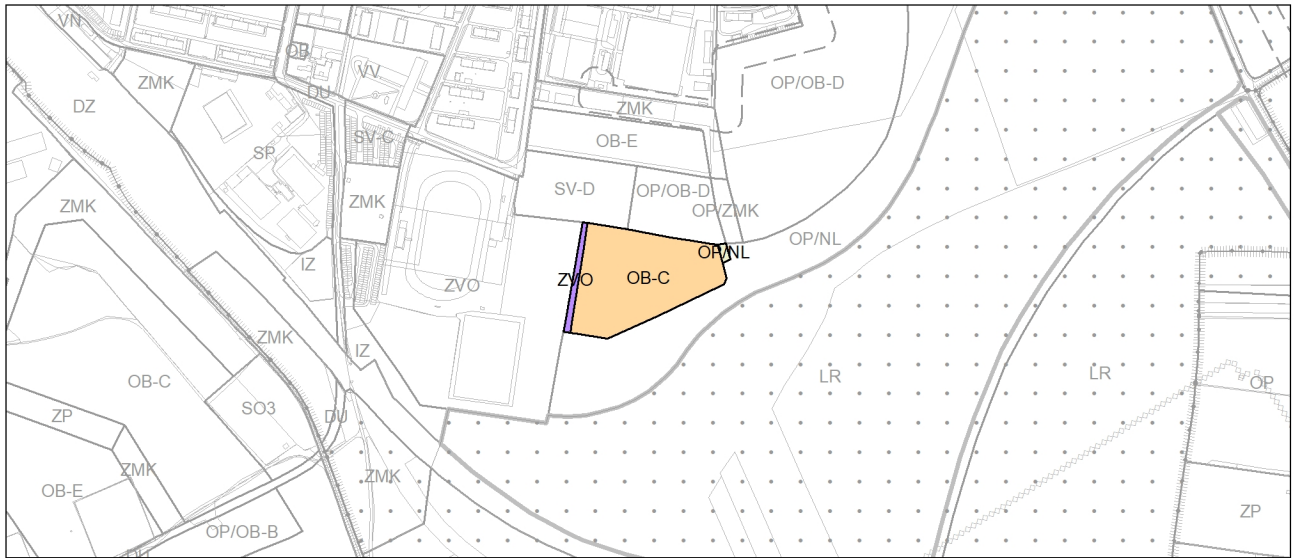 VN
ZMK
DZ
OB
VV
DU
ZMK
OP/OB-D
SV-C
OB-E
SP
ZMK
SV-D
OP/OB-D
OP/ZMK
ZMK
IZ
OP/NL
OP/NL
ZVO
ZVO
OB-C
ZMK
IZ
OB-C
LR
LR
OP
SO3
ZP
DU
ZMK
ZMK
OB-E
OP/OB-B
ZP
DU